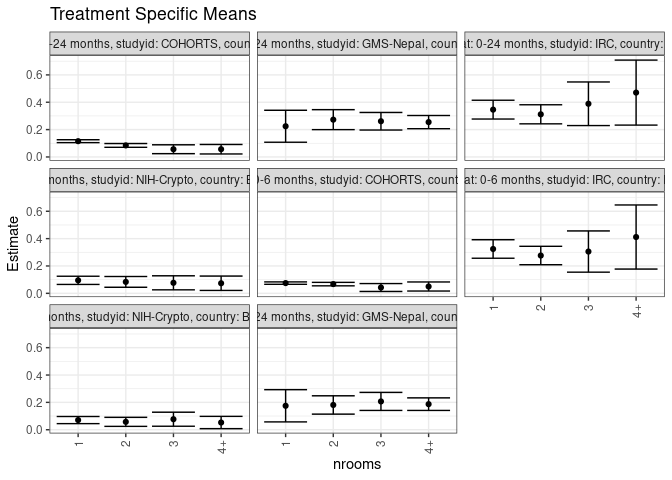 Treatment Specific Means
-24 months, studyid: COHORTS, coun
24 months, studyid: GMS-Nepal, coun
at: 0-24 months, studyid: IRC, country:
0.6
0.4
0.2
0.0
months, studyid: NIH-Crypto, country: B
0-6 months, studyid: COHORTS, count
at: 0-6 months, studyid: IRC, country:
0.6
0.4
0.2
0.0
months, studyid: NIH-Crypto, country: B
24 months, studyid: GMS-Nepal, coun
0.6
0.4
0.2
0.0
Estimate
1
2
3
4+
1
2
3
4+
1
2
3
4+
nrooms